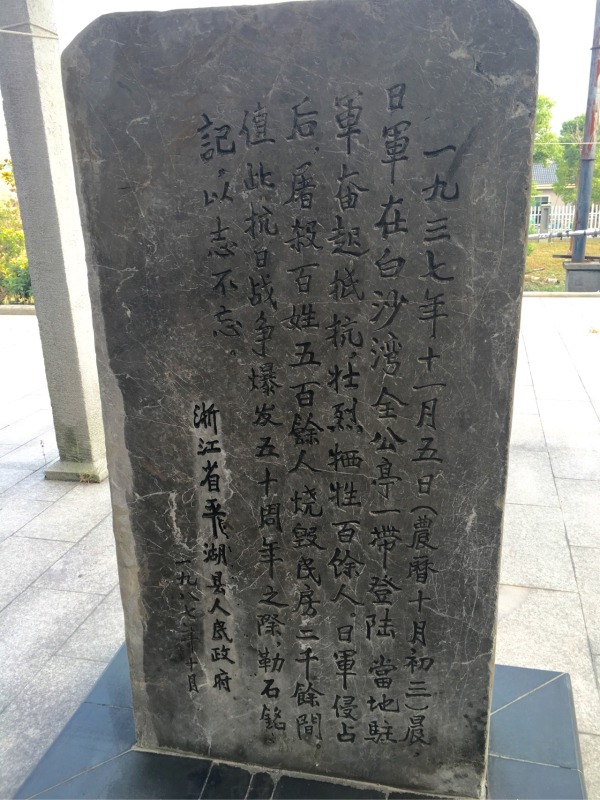 一九三七年十一月五日(農曆十月初三)晨,
日軍在白沙湾全公亭一帶登陆,當地駐
軍奋起抵抗,壮烈牺牲百餘人,日軍侵占
后,屠殺百姓五百餘人烧毁民房二千餘間。
值此抗日战争爆发五十周年之際,勒石銘
記,以志不忘。
浙江省平湖县人民政府
一九八七年十月